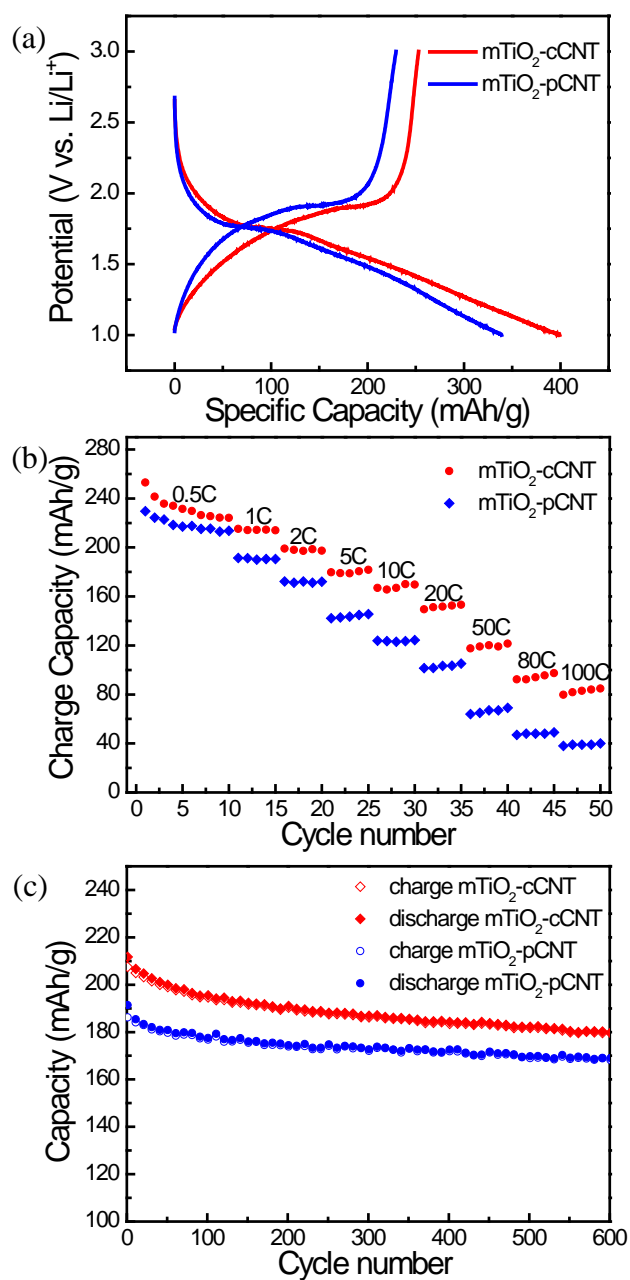 (a)
3.0
2.5
2.0
1.5
1.0
Potential (V vs. Li/Li⁺)
mTiO₂-cCNT
mTiO₂-pCNT
0 100 200 300 400
Specific Capacity (mAh/g)
(b)
280
240
200
160
120
80
40
0
Charge Capacity (mAh/g)
mTiO₂-cCNT
mTiO₂-pCNT
0.5C
1C
2C
5C
10C
20C
50C
80C
100C
0 5 10 15 20 25 30 35 40 45 50
Cycle number
(c)
240
220
200
180
160
140
120
100
Capacity (mAh/g)
charge mTiO₂-cCNT
discharge mTiO₂-cCNT
charge mTiO₂-pCNT
discharge mTiO₂-pCNT
0 100 200 300 400 500 600
Cycle number